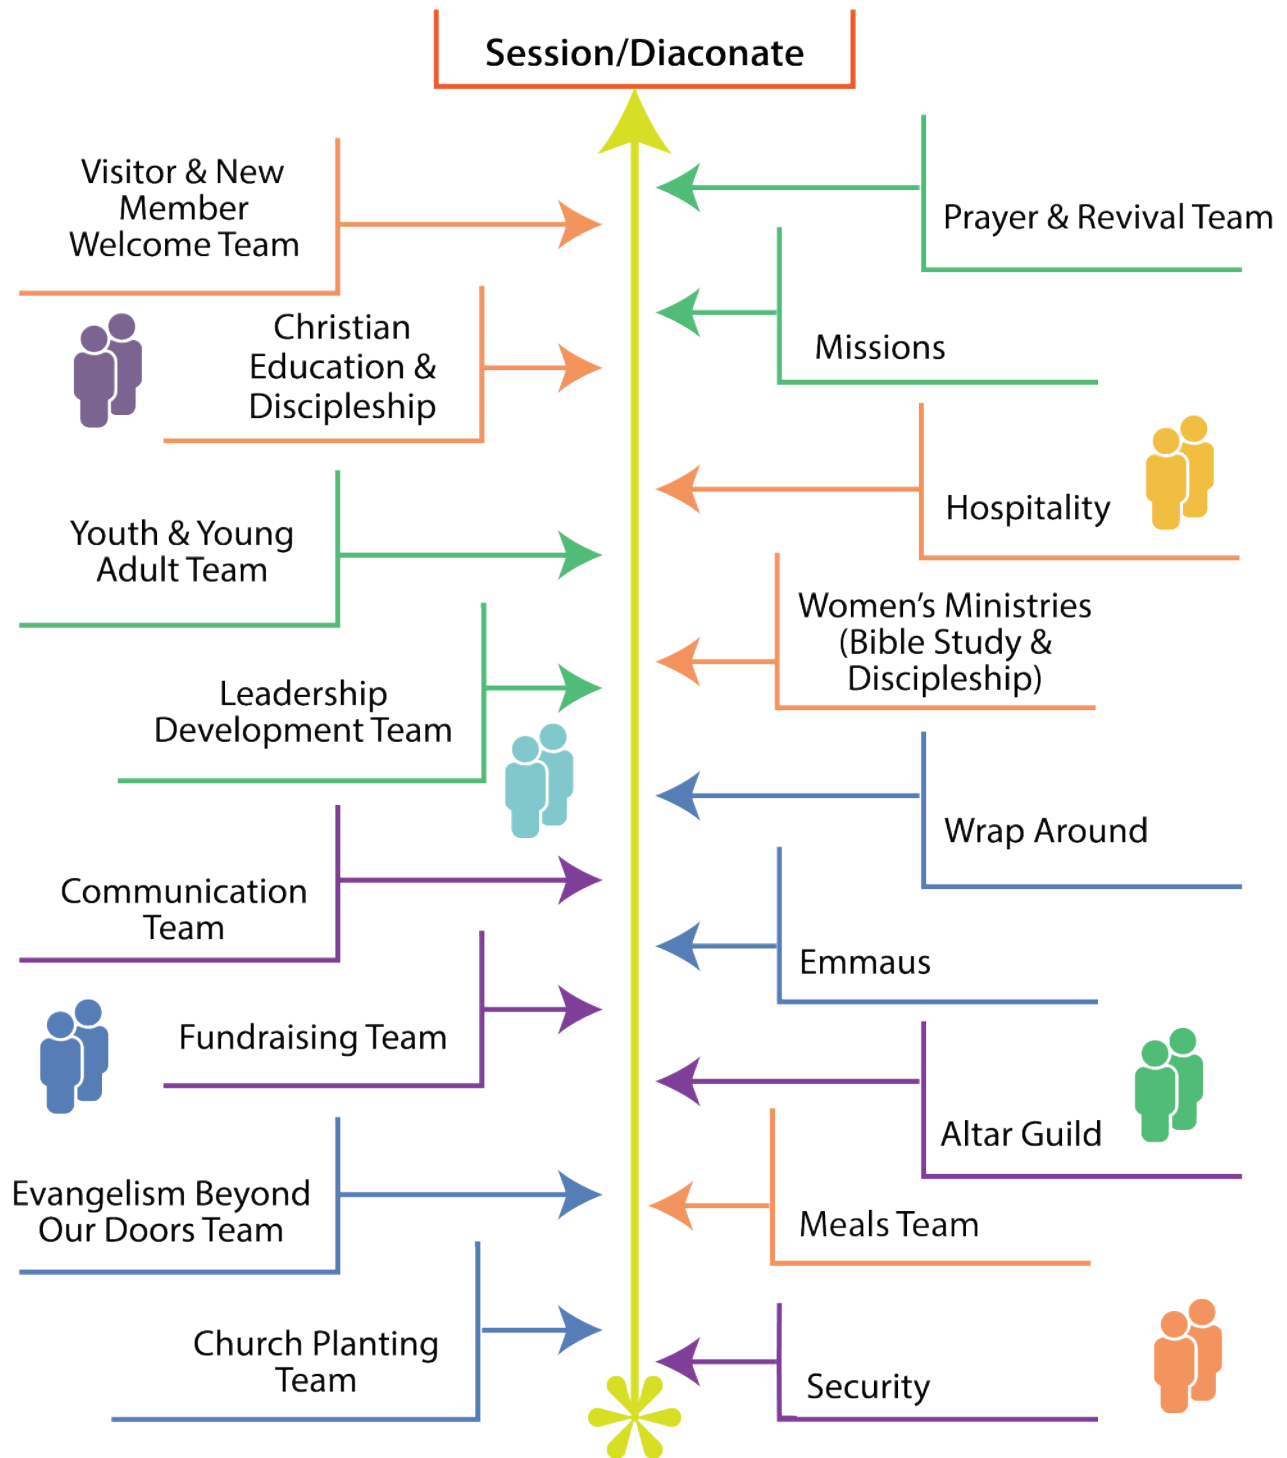 Session/Diaconate
Visitor & New
Member
Welcome Team
Christian
Education &
Discipleship
Youth & Young
Adult Team
Leadership
Development Team
Communication
Team
Fundraising Team
Evangelism Beyond
Our Doors Team
Church Planting
Team
Prayer & Revival Team
Missions
Hospitality
Women’s Ministries
(Bible Study &
Discipleship)
Wrap Around
Emmaus
Altar Guild
Meals Team
Security